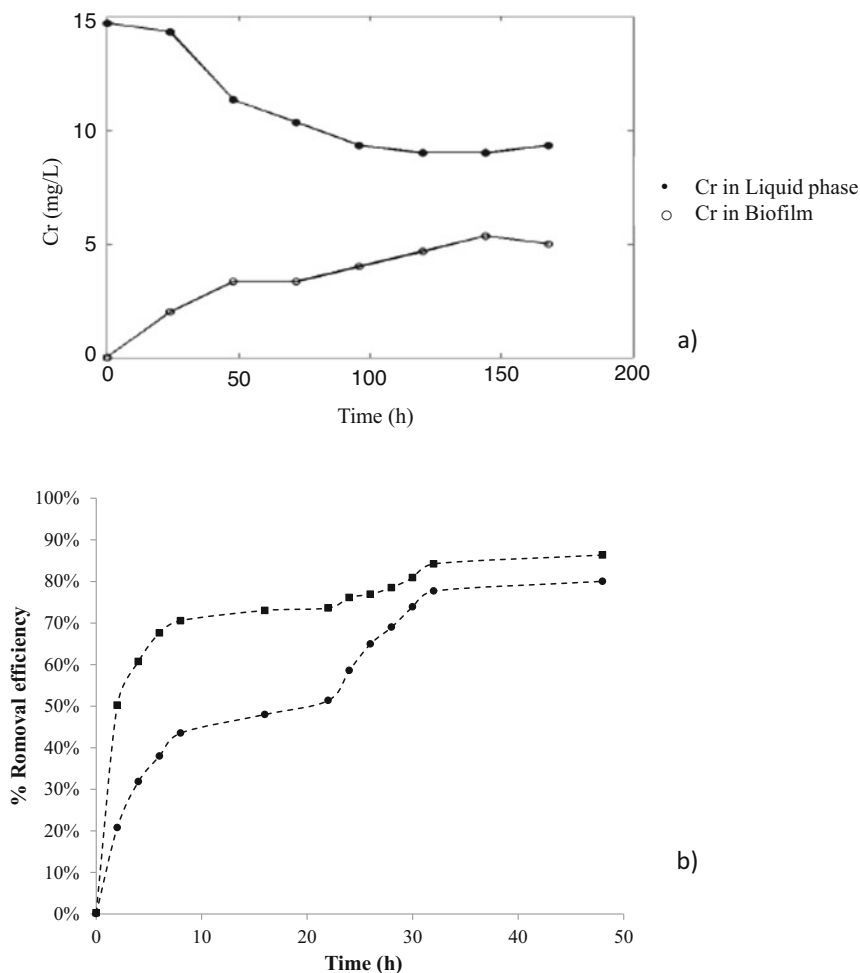 15
10
5
0
Cr (mg/L)
0 50 100 150 200
Time (h)
• Cr in Liquid phase
○ Cr in Biofilm
a)
100%
90%
80%
70%
60%
50%
40%
30%
20%
10%
0%
% Romoval efficiency
0 10 20 30 40 50
Time (h)
b)